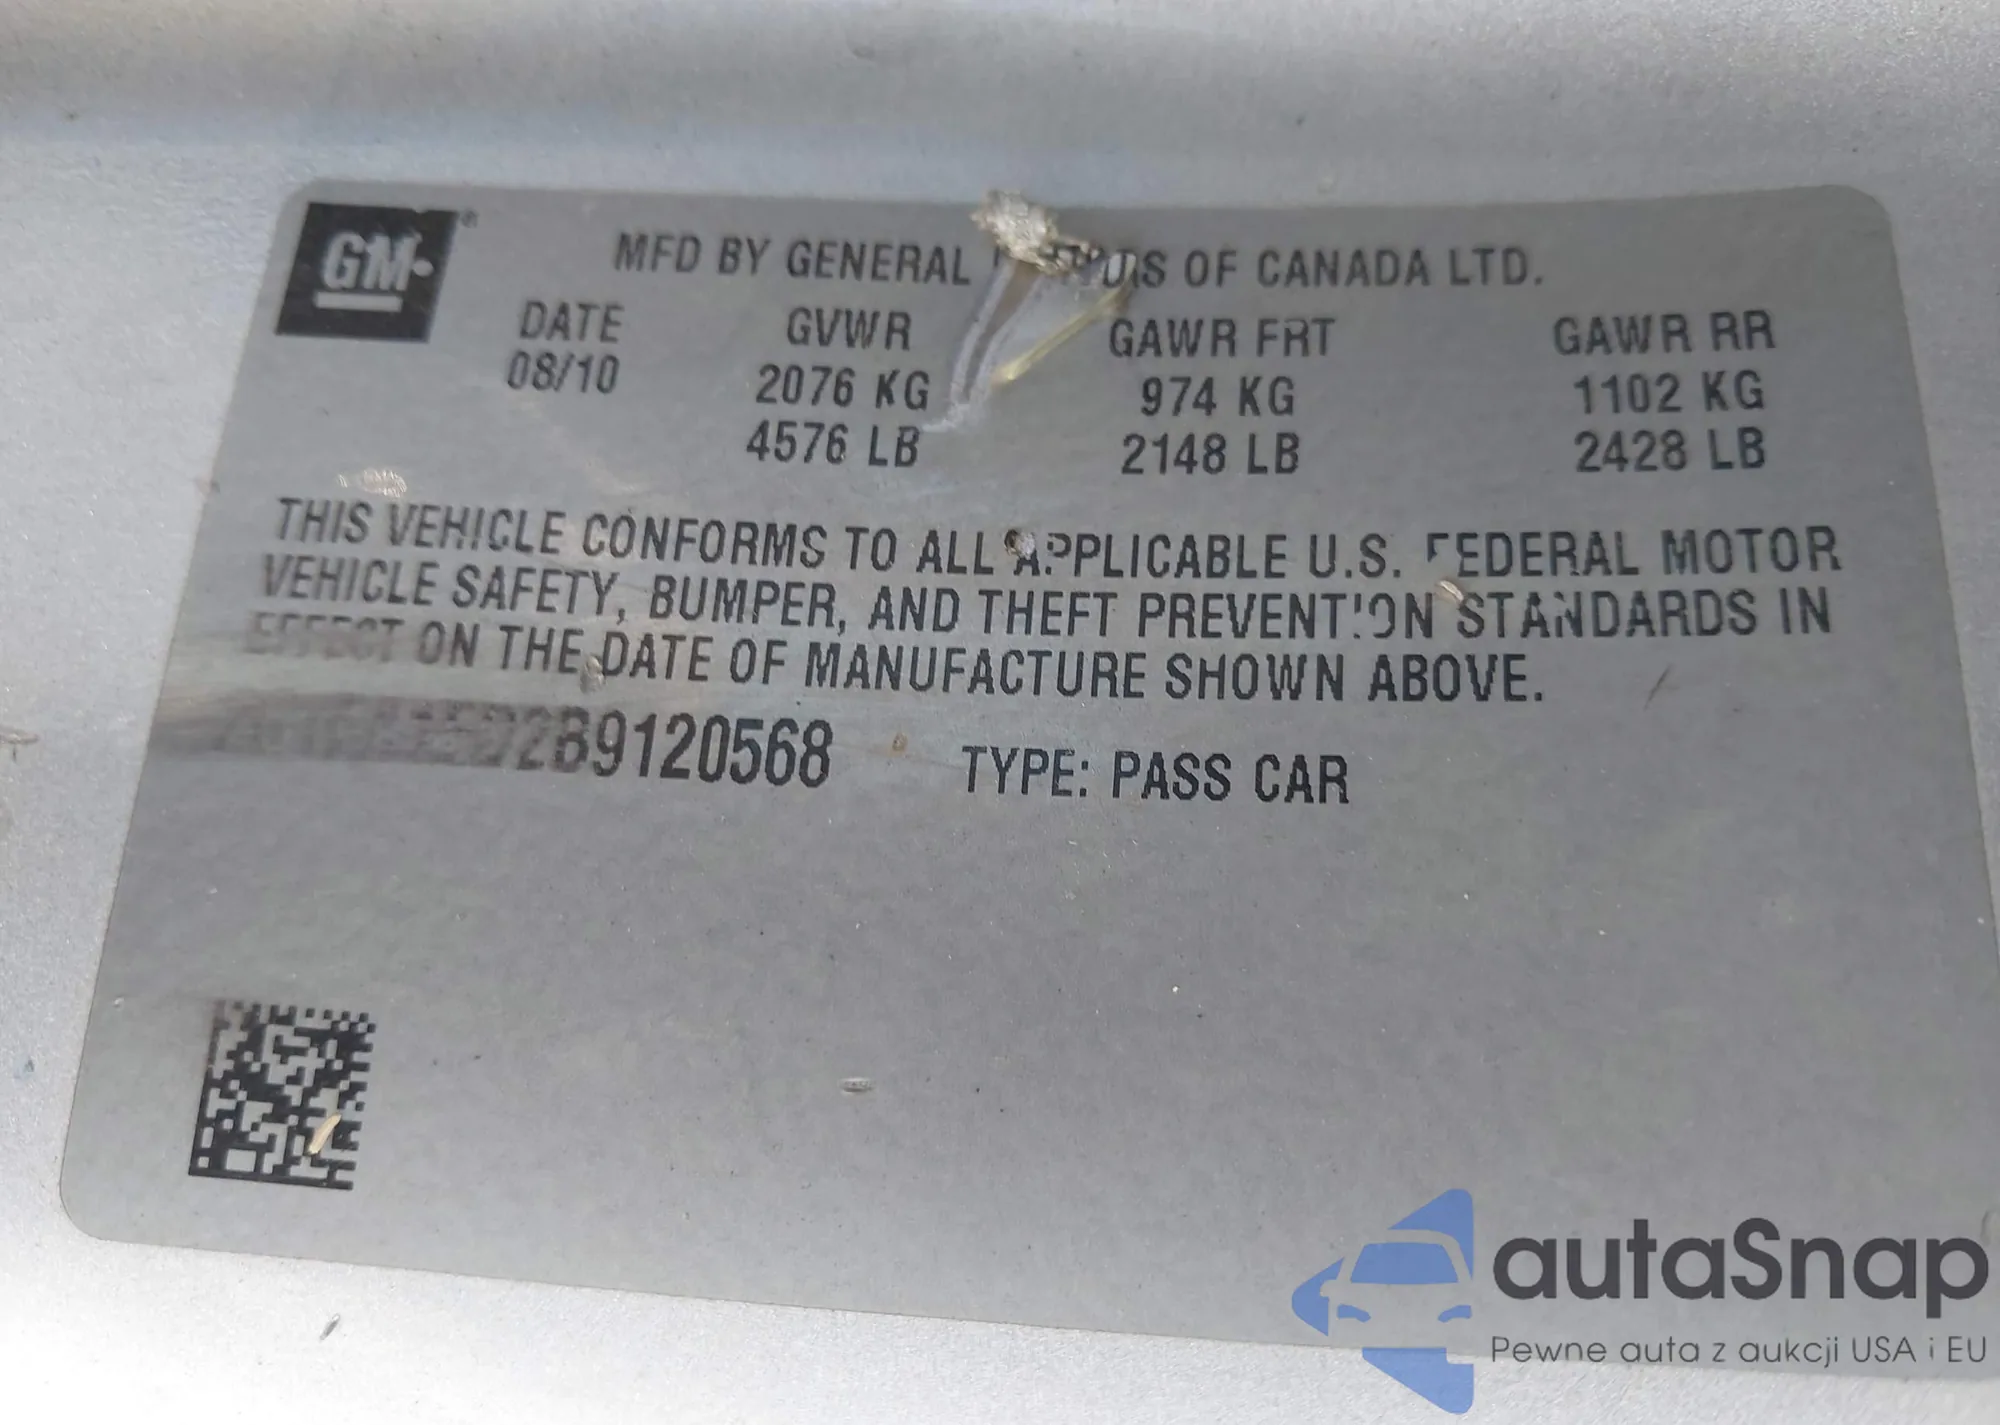 GM
MFD BY GENERAL OF CANADA LTD.
DATE GVWR GAWR FRT GAWR RR
08/10 2076 KG 974 KG 1102 KG
4576 LB 2148 LB 2428 LB
THIS VEHICLE CONFORMS TO ALL APPLICABLE U.S. FEDERAL MOTOR
VEHICLE SAFETY, BUMPER, AND THEFT PREVENTION STANDARDS IN
EFFECT ON THE DATE OF MANUFACTURE SHOWN ABOVE.
TYPE: PASS CAR
autaSnap
Pewne auta z aukcji USA i EU